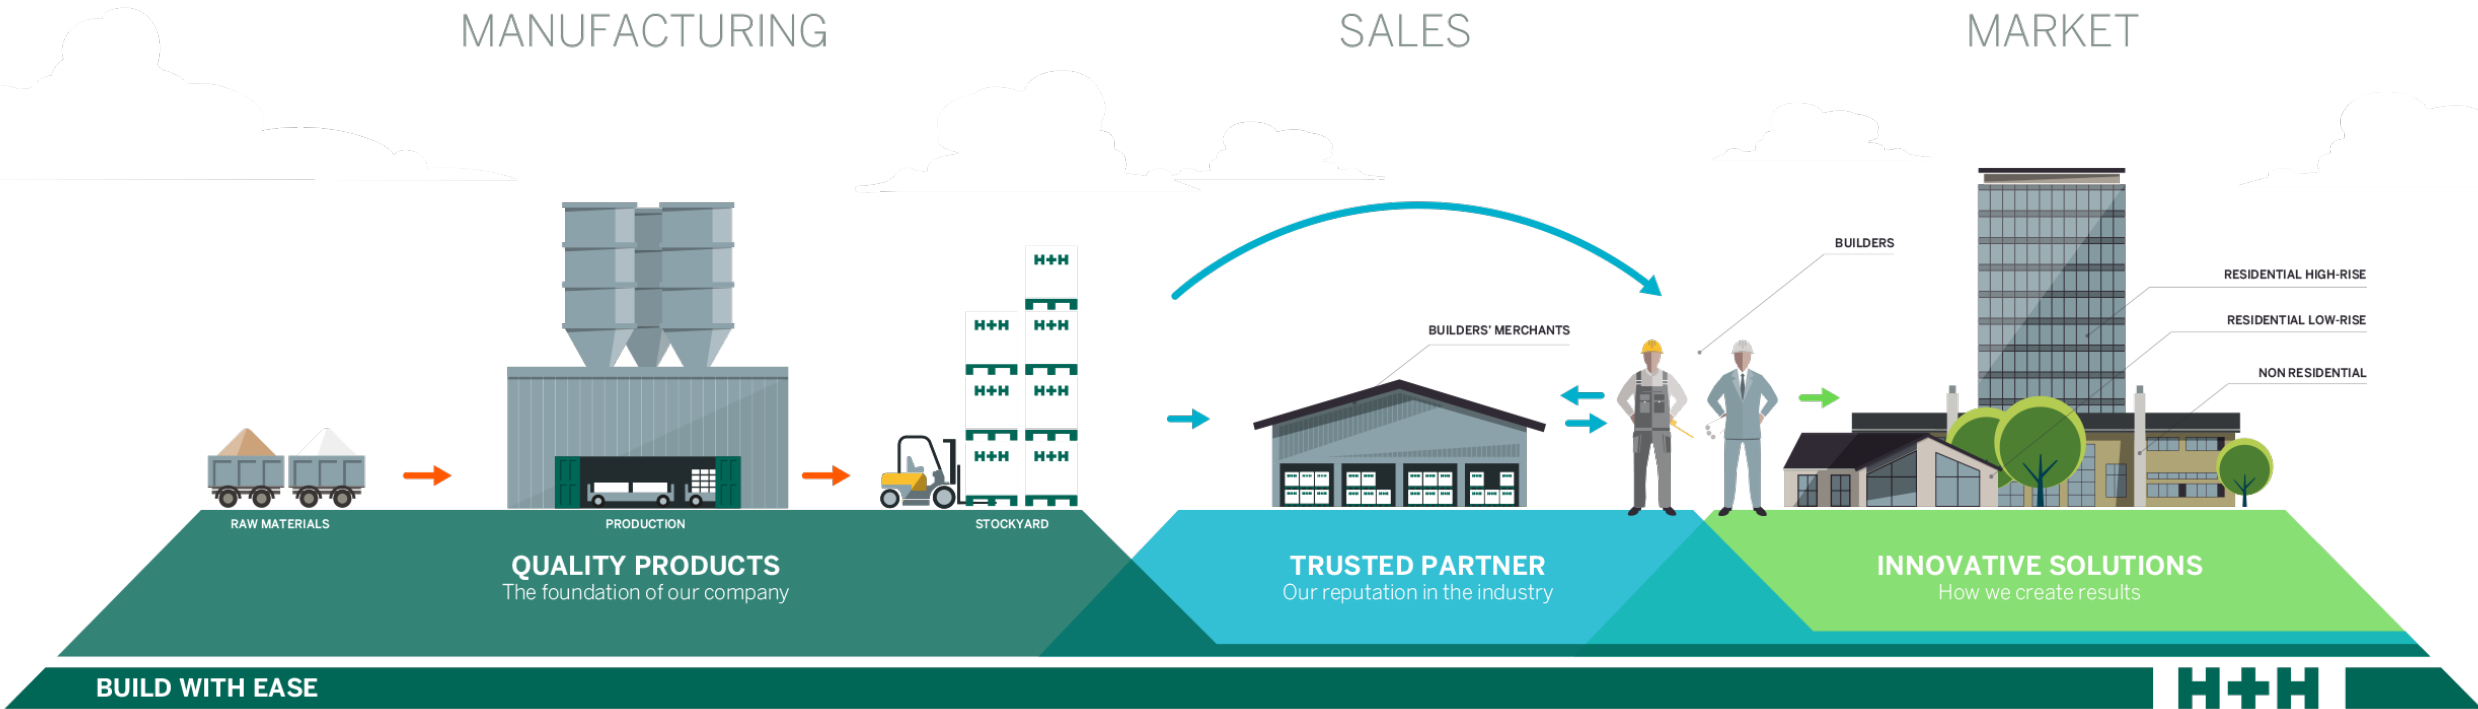 MANUFACTURING
SALES
MARKET
BUILDERS
RESIDENTIAL HIGH-RISE
RESIDENTIAL LOW-RISE
NON RESIDENTIAL
BUILDERS’ MERCHANTS
H+H
H+H
H+H
H+H
H+H
H+H
H+H
RAW MATERIALS
PRODUCTION
STOCKYARD
QUALITY PRODUCTS
The foundation of our company
TRUSTED PARTNER
Our reputation in the industry
INNOVATIVE SOLUTIONS
How we create results
BUILD WITH EASE
H+H